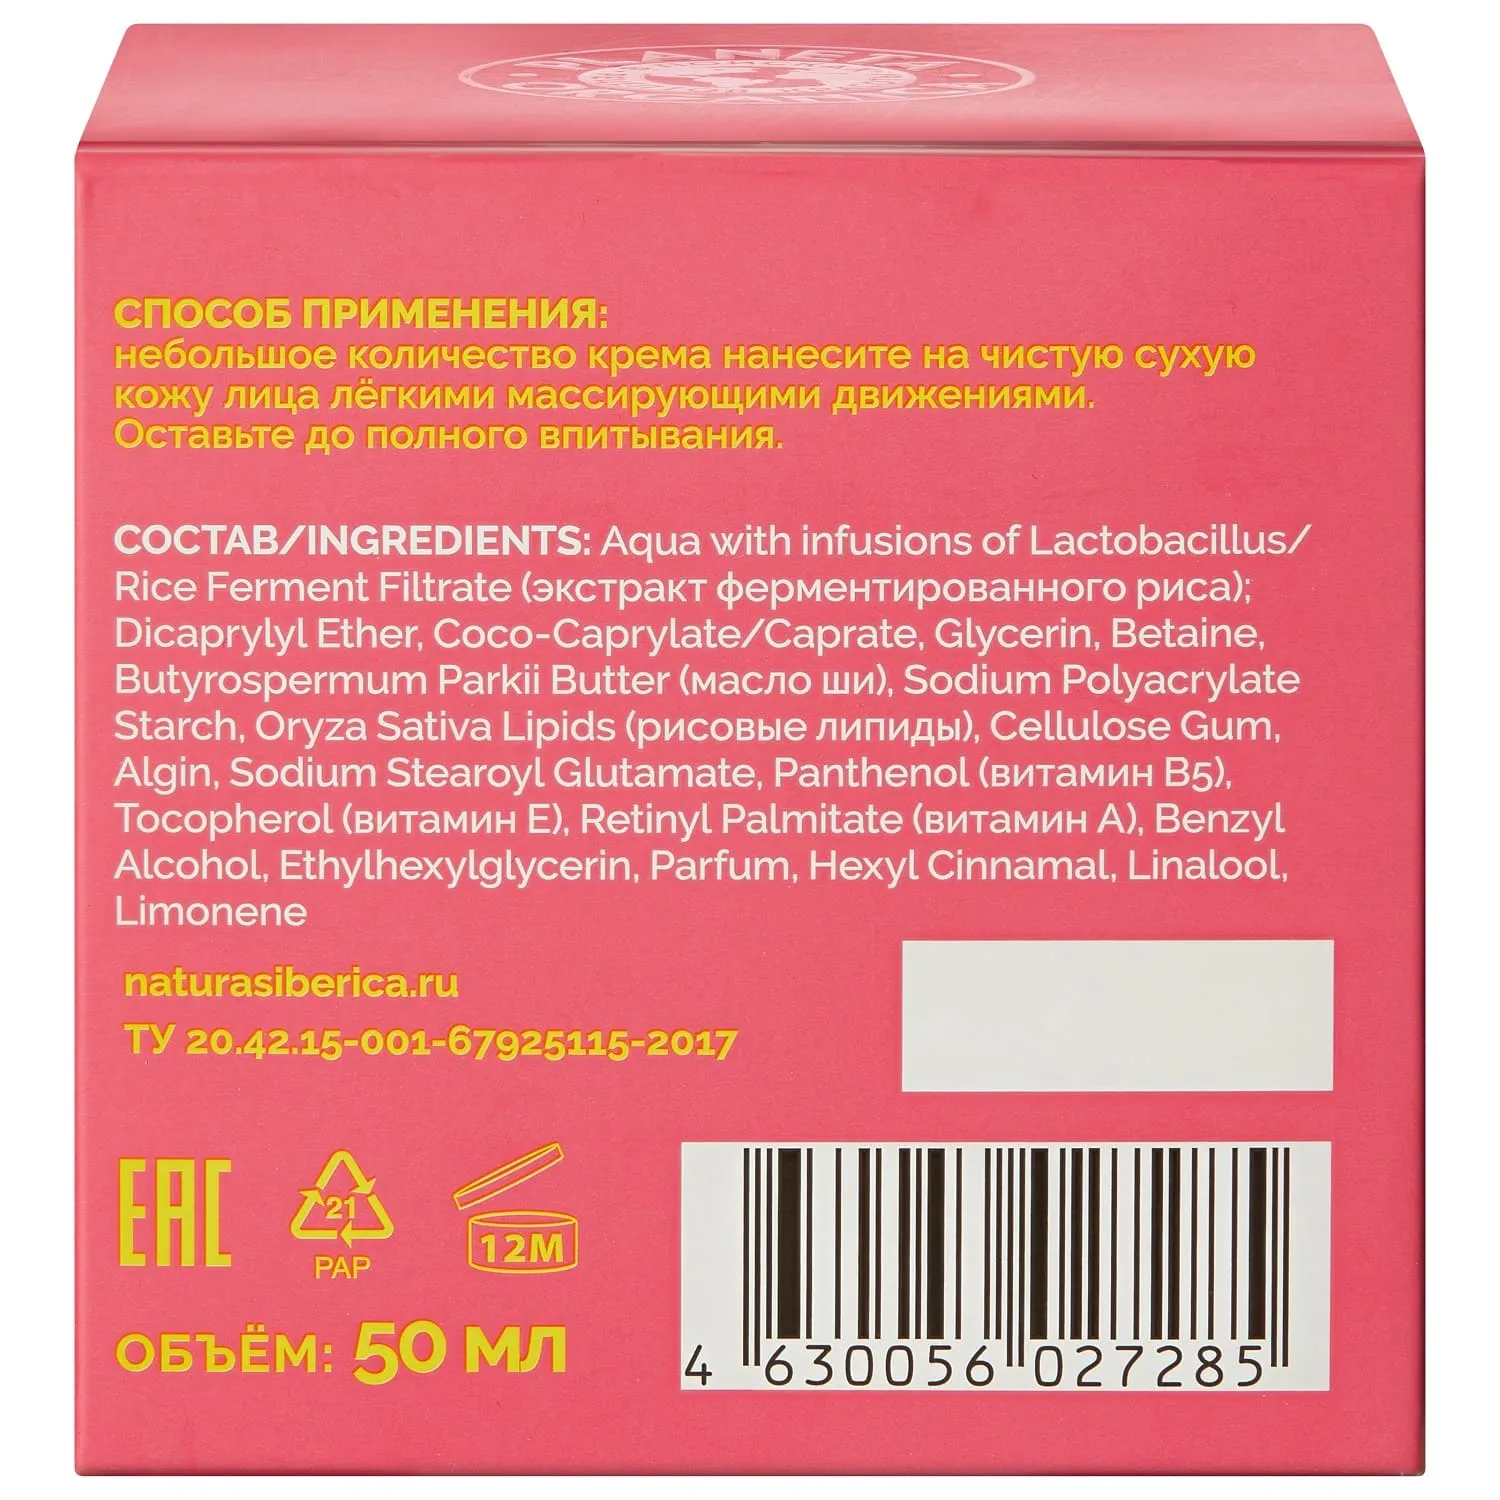 PLANETA
ORGANICA
СПОСОБ ПРИМЕНЕНИЯ:
небольшое количество крема нанесите на чистую сухую
кожу лица лёгкими массирующими движениями.
Оставьте до полного впитывания.
СОСТАВ/INGREDIENTS: Aqua with infusions of Lactobacillus/
Rice Ferment Filtrate (экстракт ферментированного риса);
Dicaprylyl Ether, Coco-Caprylate/Caprate, Glycerin, Betaine,
Butyrospermum Parkii Butter (масло ши), Sodium Polyacrylate
Starch, Oryza Sativa Lipids (рисовые липиды), Cellulose Gum,
Algin, Sodium Stearoyl Glutamate, Panthenol (витамин B5),
Tocopherol (витамин Е), Retinyl Palmitate (витамин А), Benzyl
Alcohol, Ethylhexylglycerin, Parfum, Hexyl Cinnamal, Linalool,
Limonene
naturasiberica.ru
ТУ 20.42.15-001-67925115-2017
EAC
21
PAP
12M
ОБЪЁМ: 50 мл
4 630056 027285